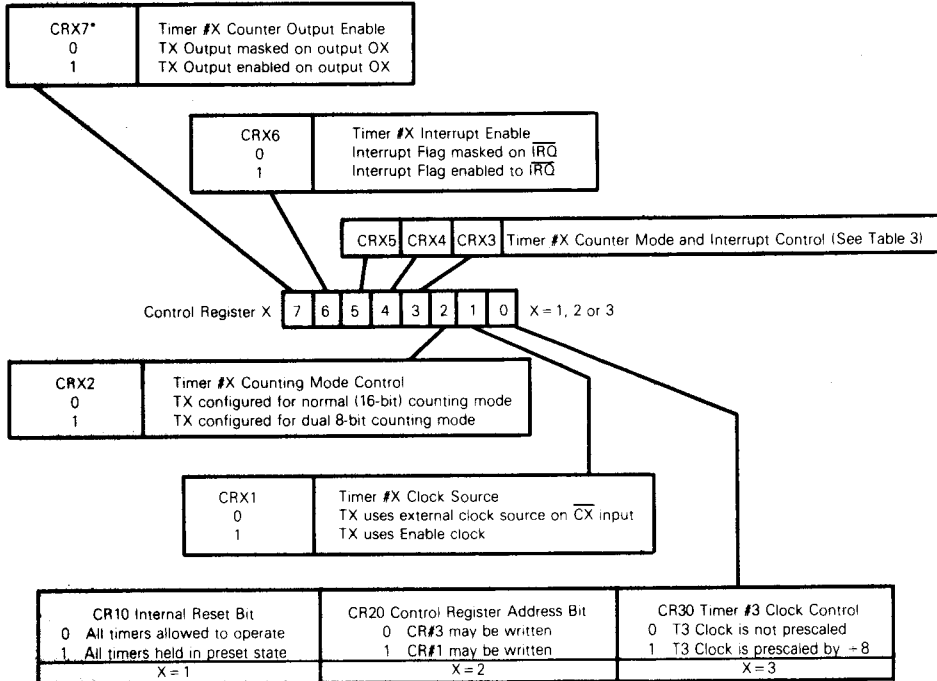 CRX7* Timer #X Counter Output Enable
0 TX Output masked on output OX
1 TX Output enabled on output OX
CRX6 Timer #X Interrupt Enable
0 Interrupt Flag masked on I̅R̅Q̅
1 Interrupt Flag enabled to I̅R̅Q̅
CRX5 CRX4 CRX3 Timer #X Counter Mode and Interrupt Control (See Table 3)
Control Register X 7 6 5 4 3 2 1 0 X = 1, 2 or 3
CRX2 Timer #X Counting Mode Control
0 TX configured for normal (16-bit) counting mode
1 TX configured for dual 8-bit counting mode
CRX1 Timer #X Clock Source
0 TX uses external clock source on C̅X̅ input
1 TX uses Enable clock
CR10 Internal Reset Bit
0 All timers allowed to operate
1 All timers held in preset state
X = 1
CR20 Control Register Address Bit
0 CR#3 may be written
1 CR#1 may be written
X = 2
CR30 Timer #3 Clock Control
0 T3 Clock is not prescaled
1 T3 Clock is prescaled by ÷8
X = 3